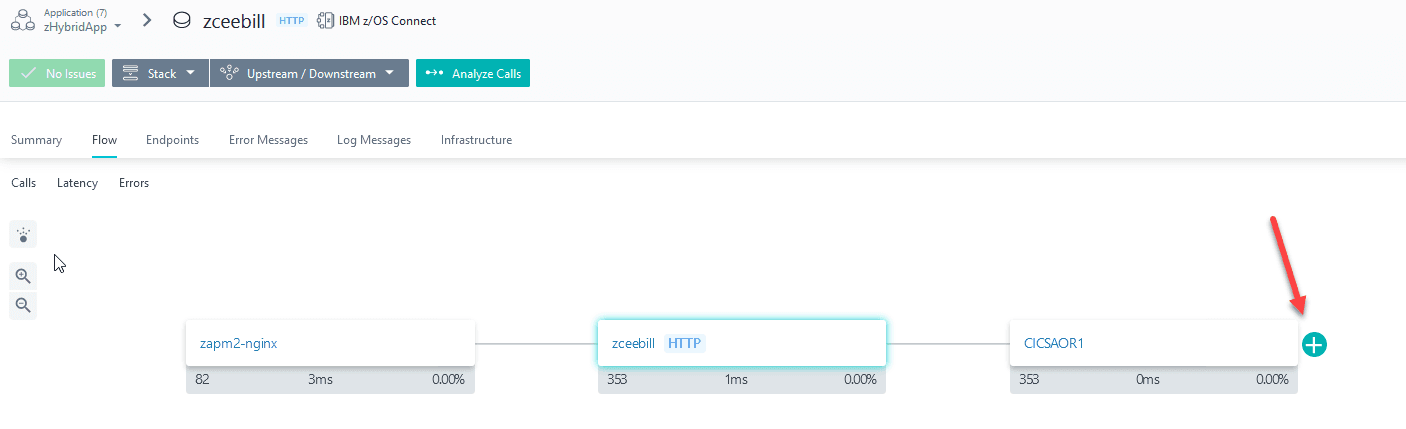 Application (7)
zHybridApp
zceebill HTTP IBM z/OS Connect
No Issues Stack Upstream / Downstream Analyze Calls
Summary Flow Endpoints Error Messages Log Messages Infrastructure
Calls Latency Errors
zapm2-nginx
82 3ms 0.00%
zceebill HTTP
353 1ms 0.00%
CICSAOR1
353 0ms 0.00%